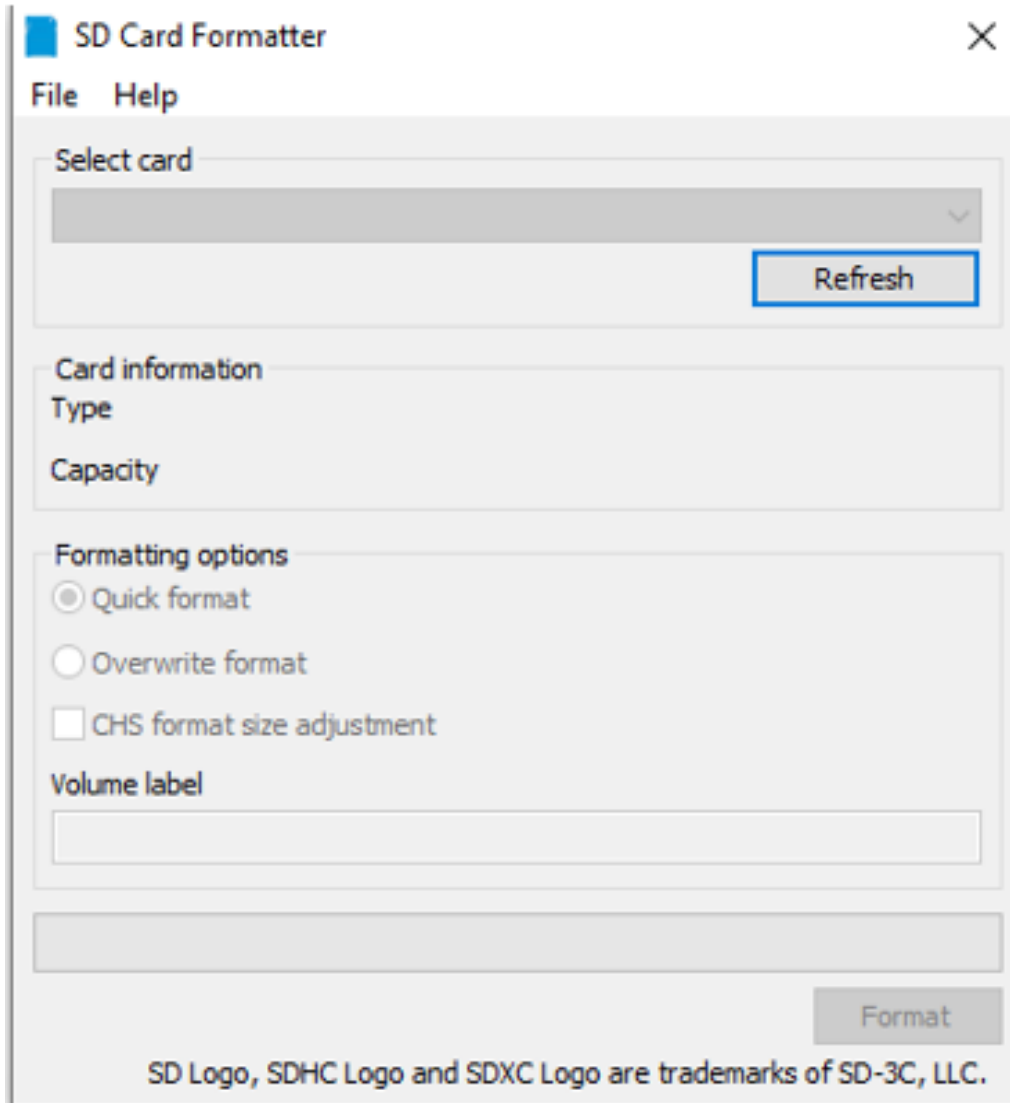 SD Card Formatter
File Help
Select card
Refresh
Card information
Type
Capacity
Formatting options
Quick format
Overwrite format
CHS format size adjustment
Volume label
Format
SD Logo, SDHC Logo and SDXC Logo are trademarks of SD-3C, LLC.